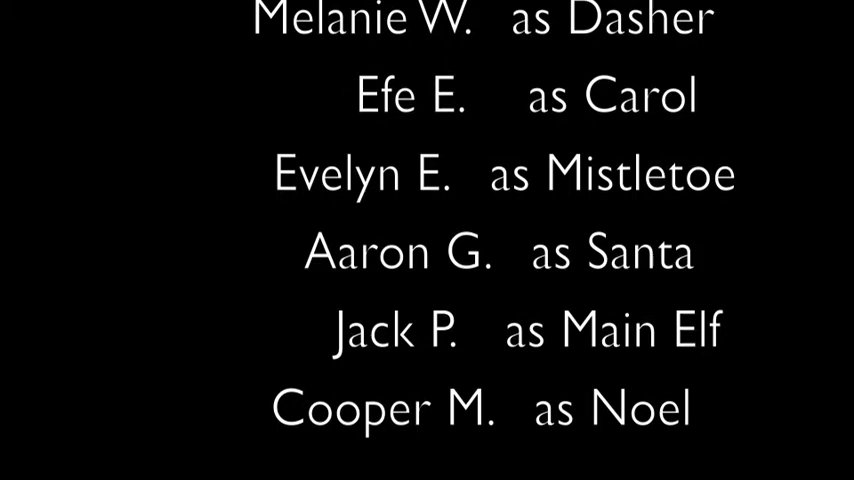 Melanie W. as Dasher
Efe E. as Carol
Evelyn E. as Mistletoe
Aaron G. as Santa
Jack P. as Main Elf
Cooper M. as Noel